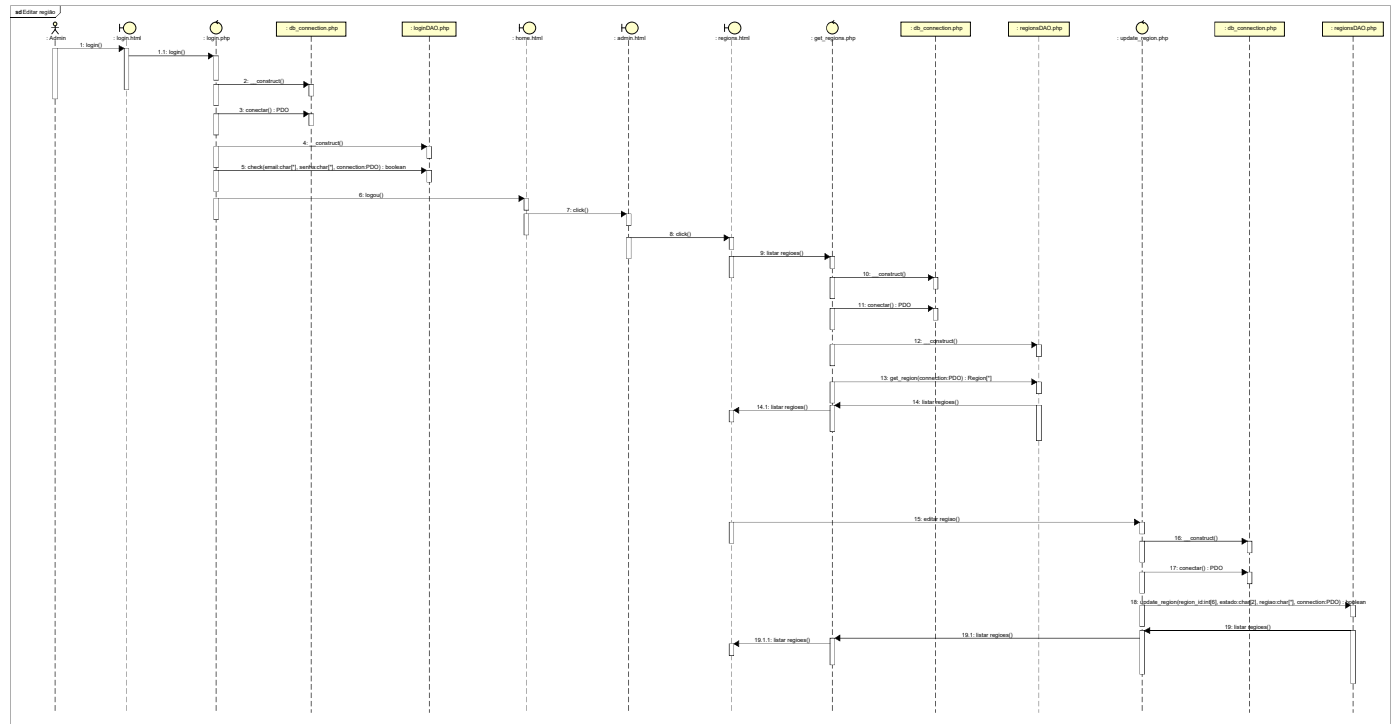 sd Editar região
: Admin
: login.html
: login.php
: db_connection.php
: loginDAO.php
: home.html
: admin.html
: regions.html
: get_regions.php
: db_connection.php
: regionsDAO.php
: update_region.php
: db_connection.php
: regionsDAO.php
1: login()
1.1: login()
2: __construct()
3: conectar() : PDO
4: __construct()
5: check(email:char[*], senha:char[*], connection:PDO) : boolean
6: logou()
7: click()
8: click()
9: listar regioes()
10: __construct()
11: conectar() : PDO
12: __construct()
13: get_region(connection:PDO) : Region[*]
14: listar regioes()
14.1: listar regioes()
15: editar regiao()
16: __construct()
17: conectar() : PDO
18: update_region(region_id:int[6], estado:char[2], regiao:char[*], connection:PDO) : boolean
19: listar regioes()
19.1: listar regioes()
19.1.1: listar regioes()